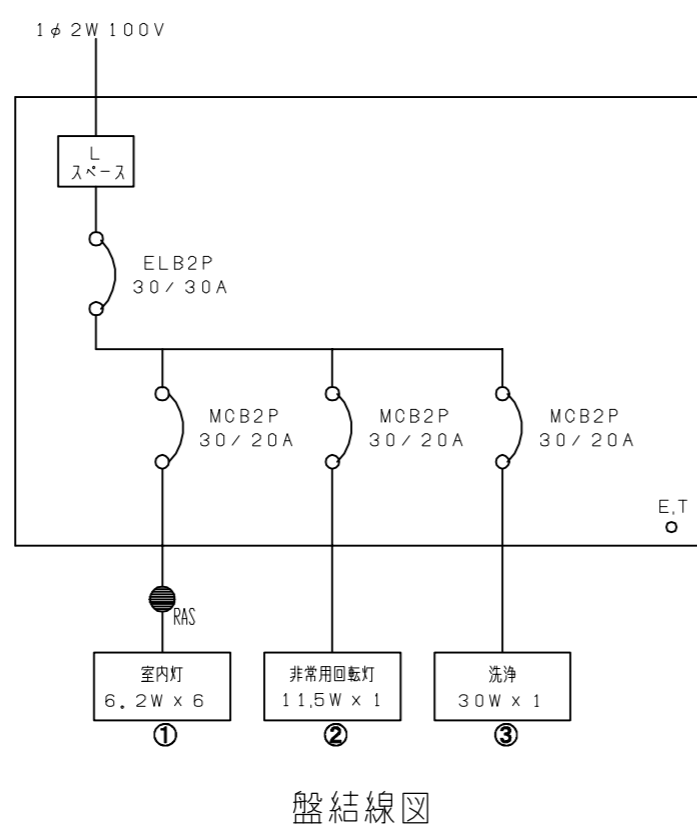 1φ2W 100V
L
スペース
ELB2P
30/30A
MCB2P
30/20A
MCB2P
30/20A
MCB2P
30/20A
E,T
RAS
室内灯
6.2W×6
①
非常用回転灯
11,5W×1
②
洗浄
30W×1
③
盤結線図